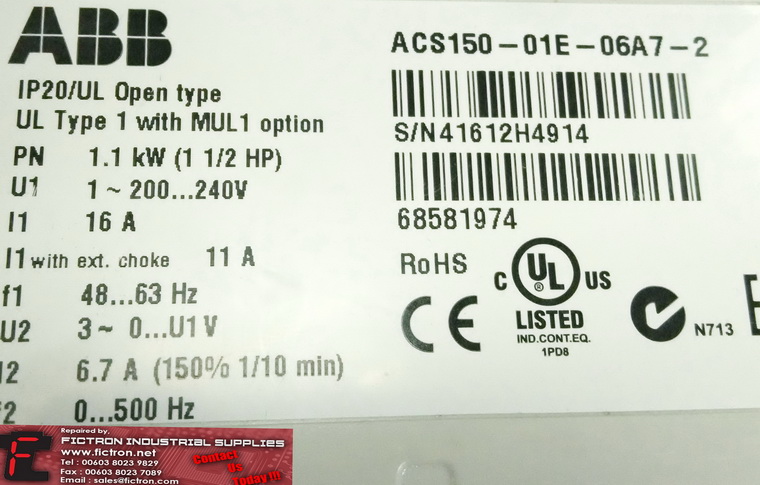 ABB
IP20/UL Open type
UL Type 1 with MUL1 option
PN 1.1 kW (1 1/2 HP)
U1 1 ~ 200...240V
I1 16 A
I1 with ext. choke 11 A
f1 48...63 Hz
U2 3~ 0...U1 V
I2 6.7 A (150% 1/10 min)
f2 0...500 Hz
ACS150-01E-06A7-2
S/N41612H4914
68581974
RoHS
C UL US
®
LISTED
IND.CONT.EQ.
1PD8
CE
N713
Repaired by.
FICTRON INDUSTRIAL SUPPLIES
www.fictron.net
Tel : 00603 8023 9829
Fax : 00603 8023 7089
Email : sales@fictron.com
Contact
Us
Today !!!